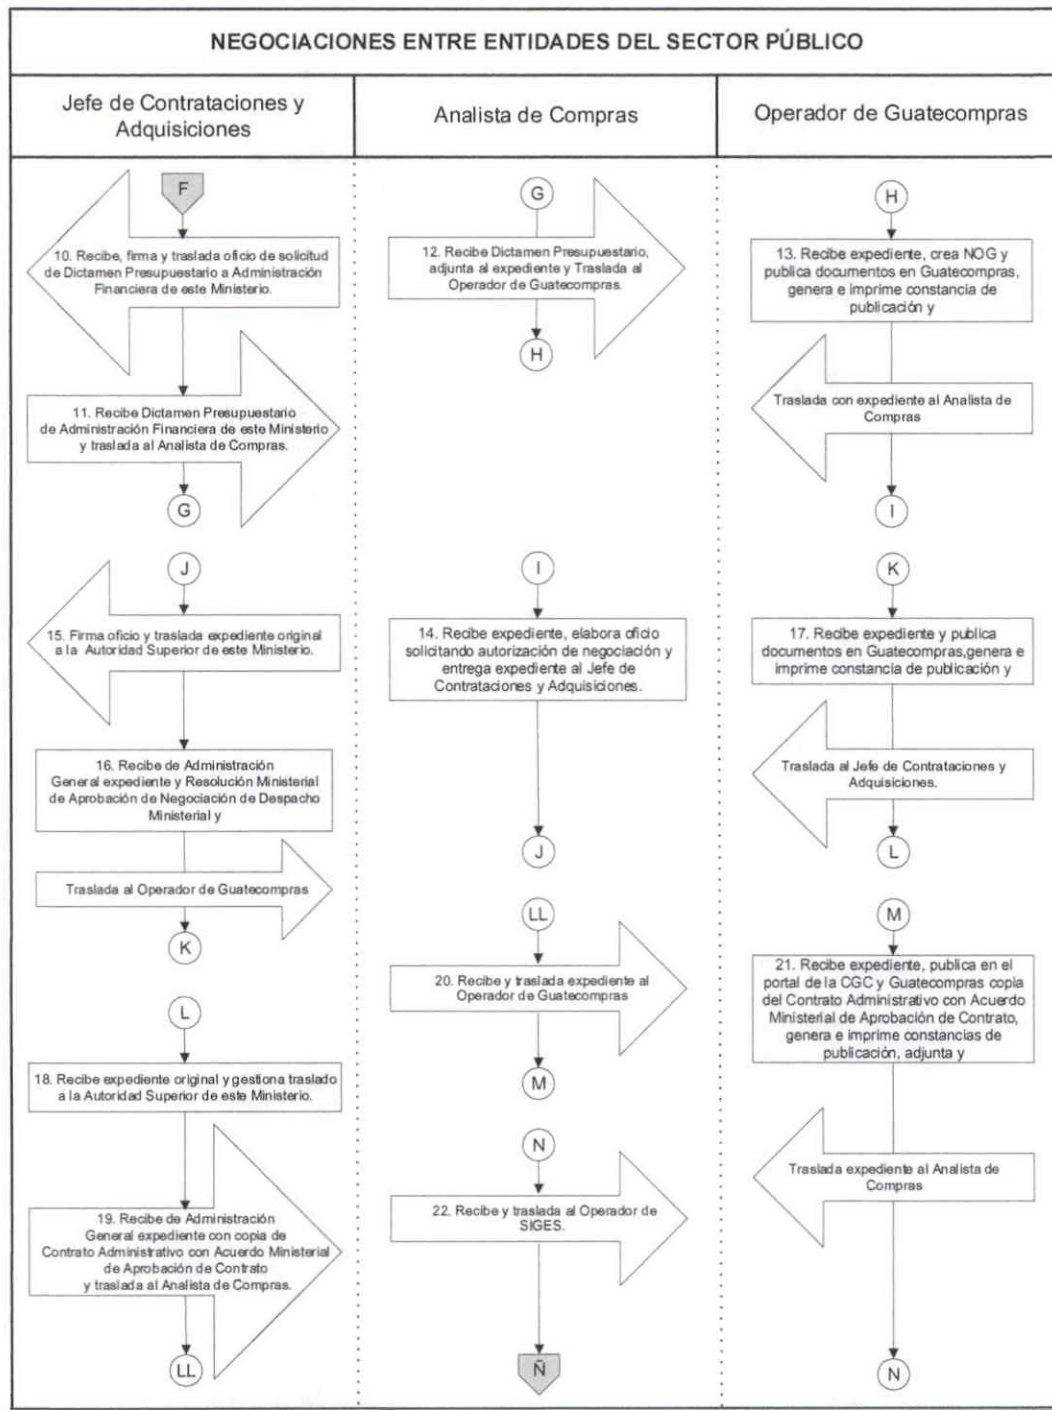 NEGOCIACIONES ENTRE ENTIDADES DEL SECTOR PÚBLICO
Jefe de Contrataciones y
Adquisiciones
Analista de Compras
Operador de Guatecompras
F
10. Recibe, firma y traslada oficio de solicitud
de Dictamen Presupuestario a Administración
Financiera de este Ministerio.
11. Recibe Dictamen Presupuestario
de Administración Financiera de este Ministerio
y traslada al Analista de Compras.
G
J
15. Firma oficio y traslada expediente original
a la Autoridad Superior de este Ministerio.
16. Recibe de Administración
General expediente y Resolución Ministerial
de Aprobación de Negociación de Despacho
Ministerial y
Traslada al Operador de Guatecompras
K
L
18. Recibe expediente original y gestiona traslado
a la Autoridad Superior de este Ministerio.
19. Recibe de Administración
General expediente con copia de
Contrato Administrativo con Acuerdo Ministerial
de Aprobación de Contrato
y traslada al Analista de Compras.
LL
G
12. Recibe Dictamen Presupuestario,
adjunta al expediente y Traslada al
Operador de Guatecompras.
H
I
14. Recibe expediente, elabora oficio
solicitando autorización de negociación y
entrega expediente al Jefe de
Contrataciones y Adquisiciones.
J
LL
20. Recibe y traslada expediente al
Operador de Guatecompras
M
N
22. Recibe y traslada al Operador de
SIGES.
Ñ
H
13. Recibe expediente, crea NOG y
publica documentos en Guatecompras,
genera e imprime constancia de
publicación y
Traslada con expediente al Analista de
Compras
I
K
17. Recibe expediente y publica
documentos en Guatecompras,genera e
imprime constancia de publicación y
Traslada al Jefe de Contrataciones y
Adquisiciones.
L
M
21. Recibe expediente, publica en el
portal de la CGC y Guatecompras copia
del Contrato Administrativo con Acuerdo
Ministerial de Aprobación de Contrato,
genera e imprime constancias de
publicación, adjunta y
Traslada expediente al Analista de
Compras
N